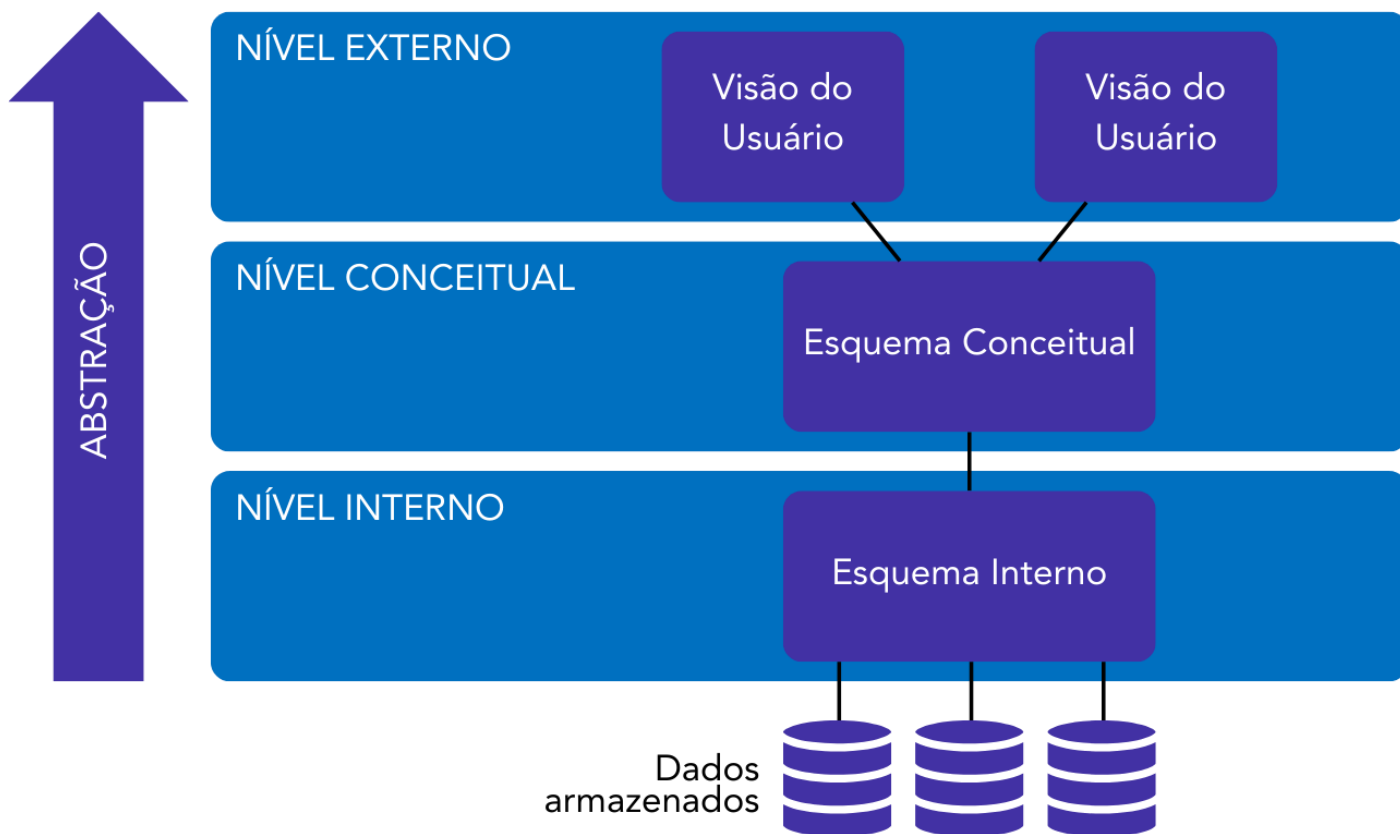 ABSTRAÇÃO
NÍVEL EXTERNO
Visão do
Usuário
Visão do
Usuário
NÍVEL CONCEITUAL
Esquema Conceitual
NÍVEL INTERNO
Esquema Interno
Dados
armazenados